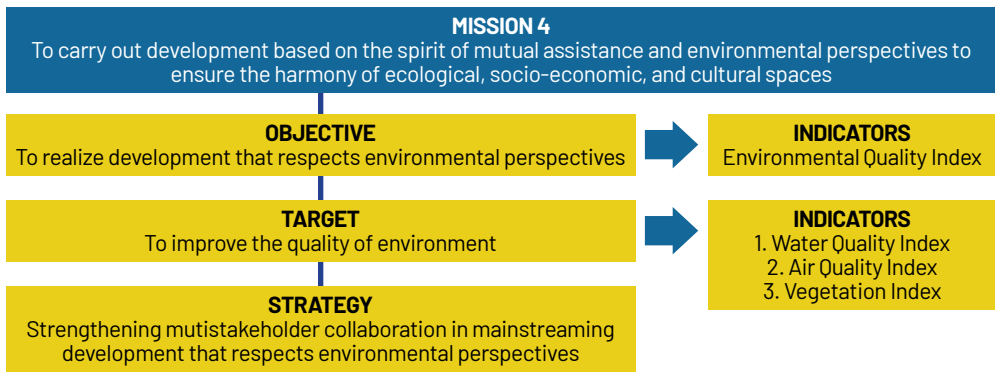 MISSION 4
To carry out development based on the spirit of mutual assistance and environmental perspectives to
ensure the harmony of ecological, socio-economic, and cultural spaces
OBJECTIVE
To realize development that respects environmental perspectives
INDICATORS
Environmental Quality Index
TARGET
To improve the quality of environment
INDICATORS
1. Water Quality Index
2. Air Quality Index
3. Vegetation Index
STRATEGY
Strengthening mutistakeholder collaboration in mainstreaming
development that respects environmental perspectives